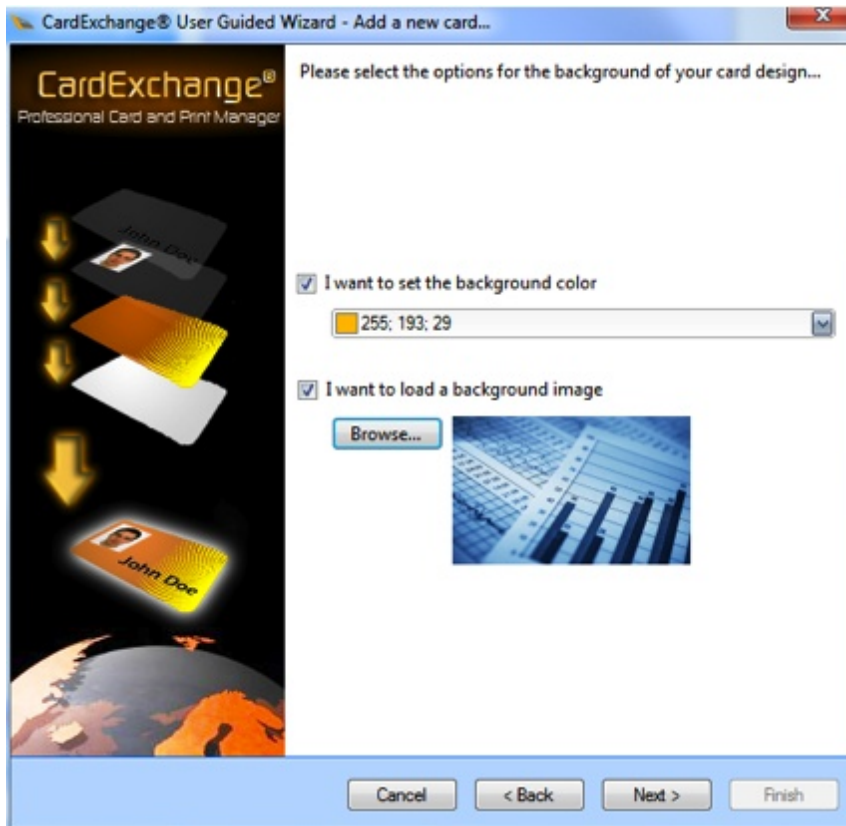 CardExchange® User Guided Wizard - Add a new card...
CardExchange®
Professional Card and Print Manager
Please select the options for the background of your card design...
John Doe
I want to set the background color
255; 193; 29
I want to load a background image
Browse...
John Doe
Cancel
< Back
Next >
Finish